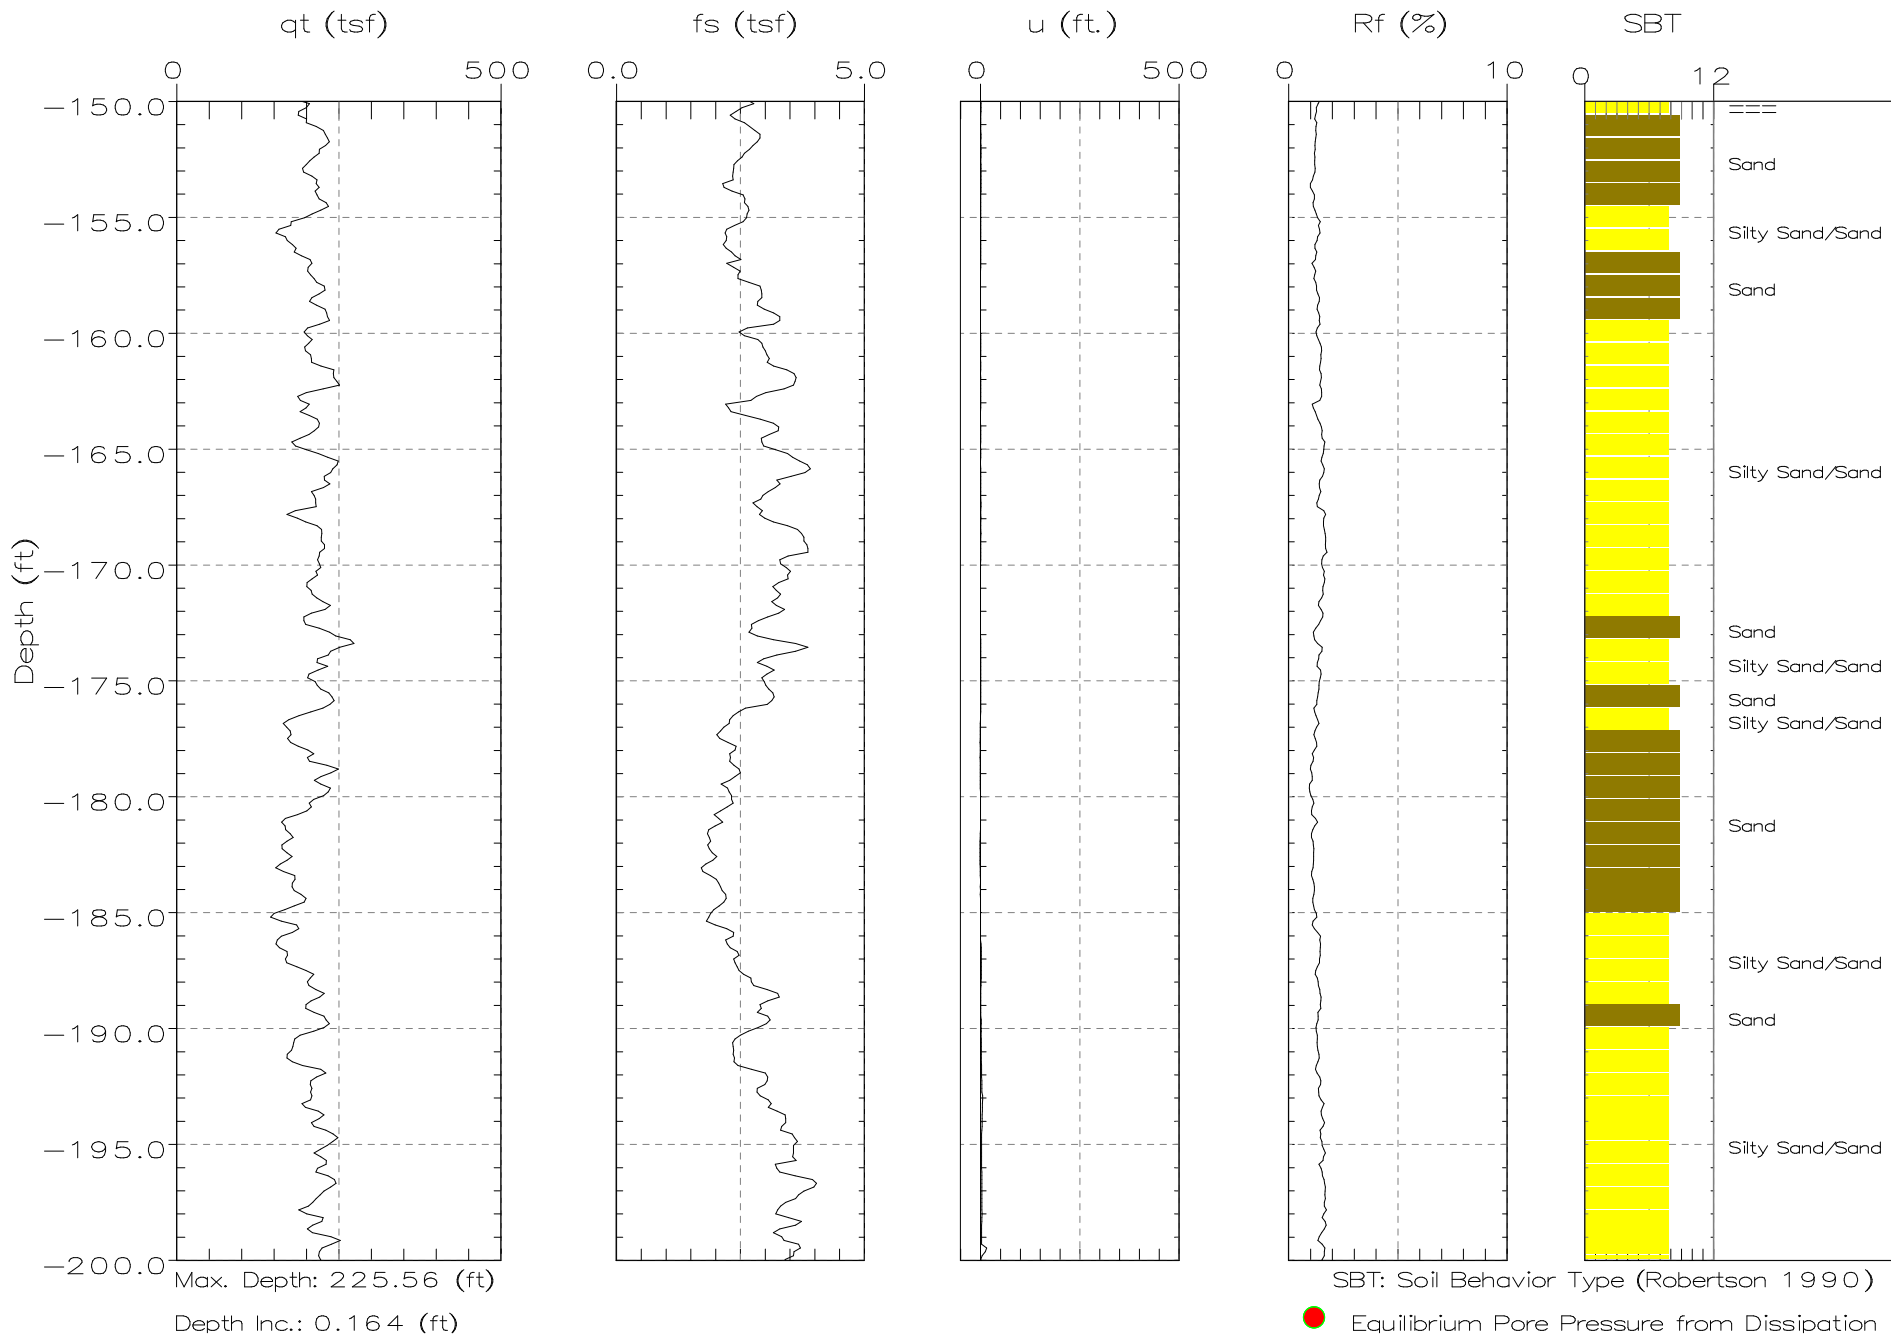 qt (tsf) fs (tsf) u (ft.) Rf (%) SBT
0 500 0.0 5.0 0 500 0 10 0 12
Depth (ft)
-150.0
-155.0
-160.0
-165.0
-170.0
-175.0
-180.0
-185.0
-190.0
-195.0
-200.0
===
Sand
Silty Sand/Sand
Sand
Silty Sand/Sand
Sand
Silty Sand/Sand
Sand
Silty Sand/Sand
Sand
Silty Sand/Sand
Sand
Silty Sand/Sand
Max. Depth: 225.56 (ft)
Depth Inc.: 0.164 (ft)
SBT: Soil Behavior Type (Robertson 1990)
Equilibrium Pore Pressure from Dissipation